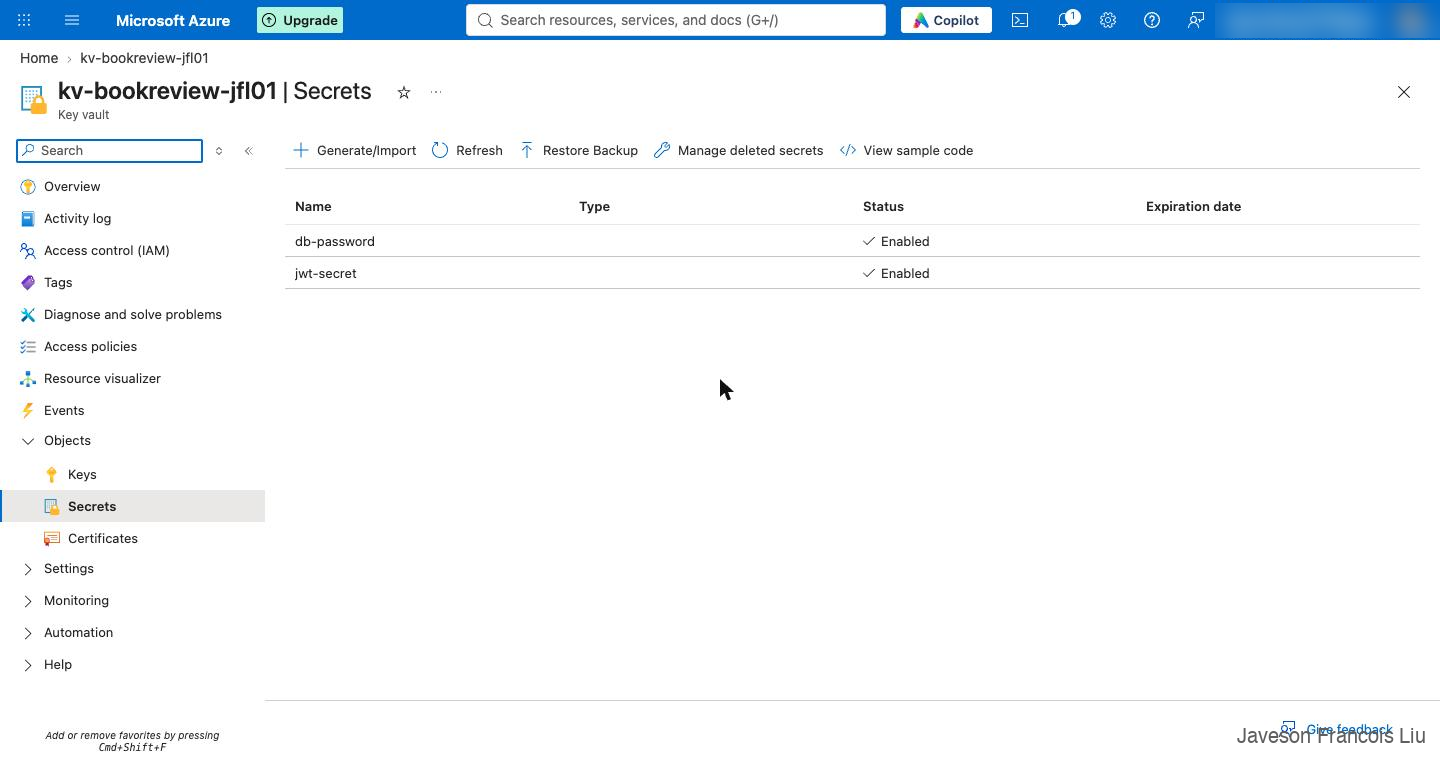 Microsoft Azure Upgrade Search resources, services, and docs (G+/) Copilot 1
Home > kv-bookreview-jfl01
kv-bookreview-jfl01 | Secrets ☆ ···
Key vault
Search
Generate/Import Refresh Restore Backup Manage deleted secrets View sample code
Overview
Activity log
Access control (IAM)
Tags
Diagnose and solve problems
Access policies
Resource visualizer
Events
Objects
Keys
Secrets
Certificates
Settings
Monitoring
Automation
Help
Add or remove favorites by pressing
Cmd+Shift+F
Name Type Status Expiration date
db-password Enabled
jwt-secret Enabled
Give feedback
Javeson Francois Liu